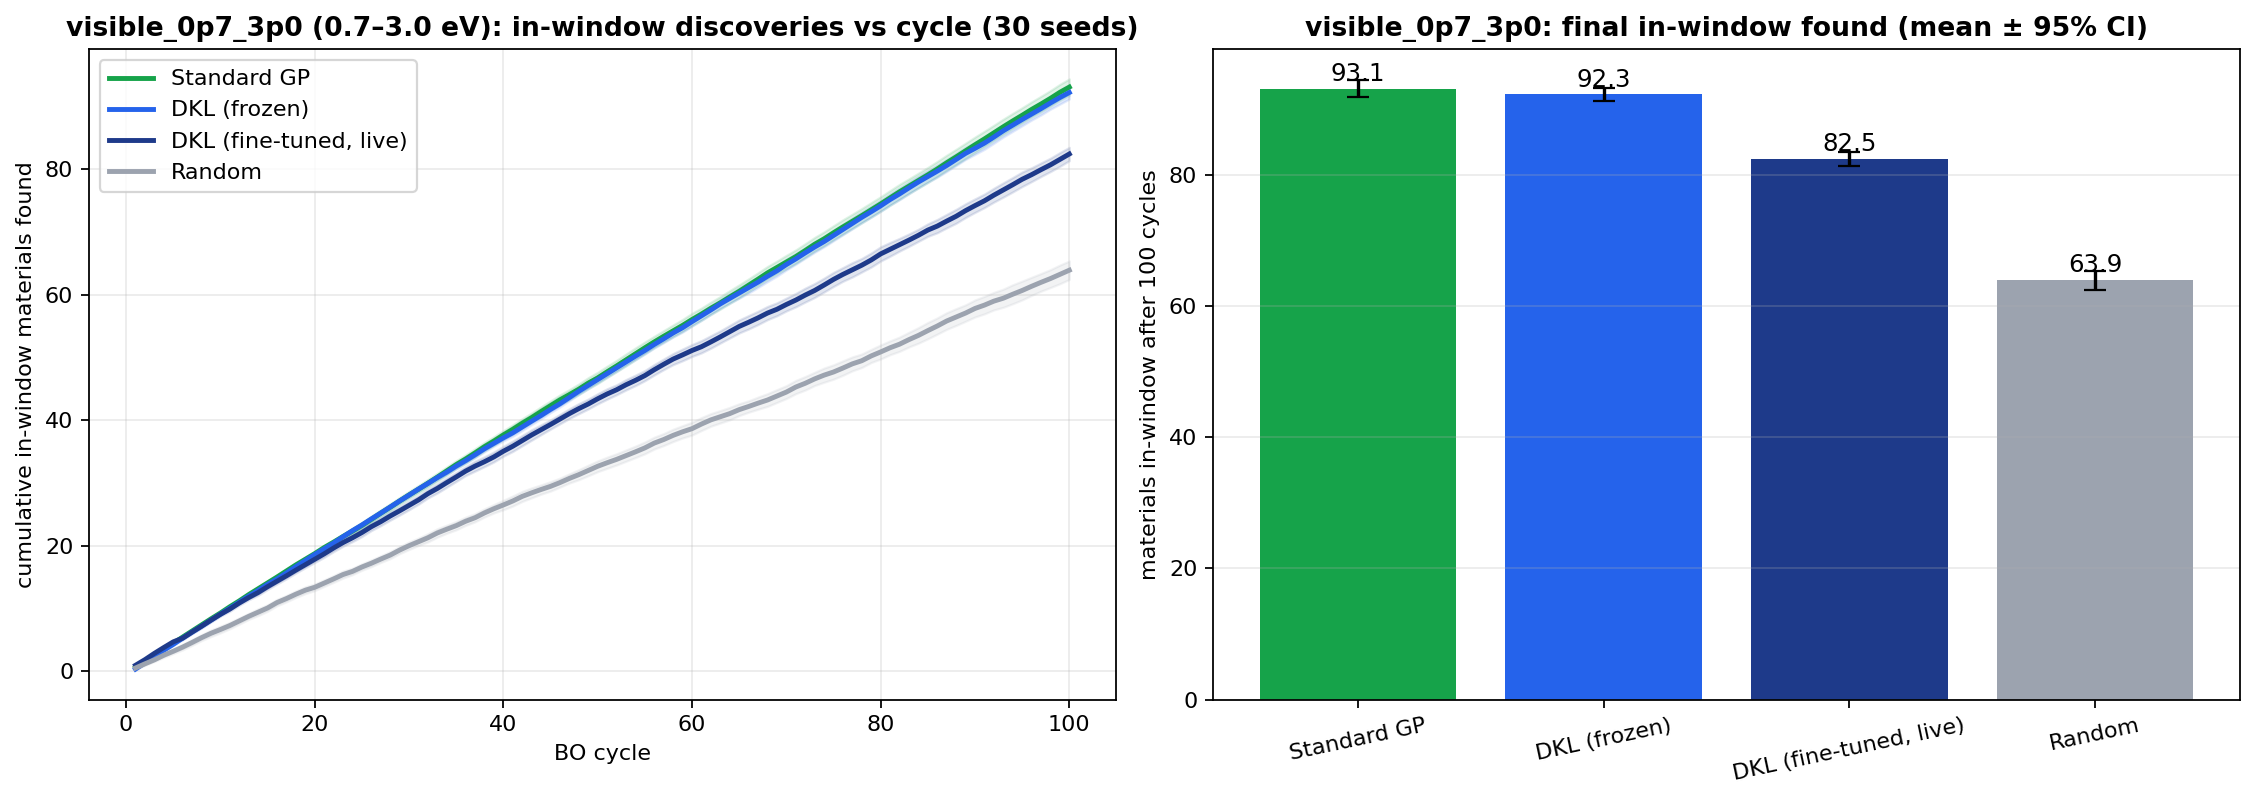 visible_0p7_3p0 (0.7–3.0 eV): in-window discoveries vs cycle (30 seeds)
Standard GP
DKL (frozen)
DKL (fine-tuned, live)
Random
cumulative in-window materials found
80
60
40
20
0
0 20 40 60 80 100
BO cycle
visible_0p7_3p0: final in-window found (mean ± 95% CI)
93.1
92.3
82.5
63.9
materials in-window after 100 cycles
80
60
40
20
0
Standard GP
DKL (frozen)
DKL (fine-tuned, live)
Random